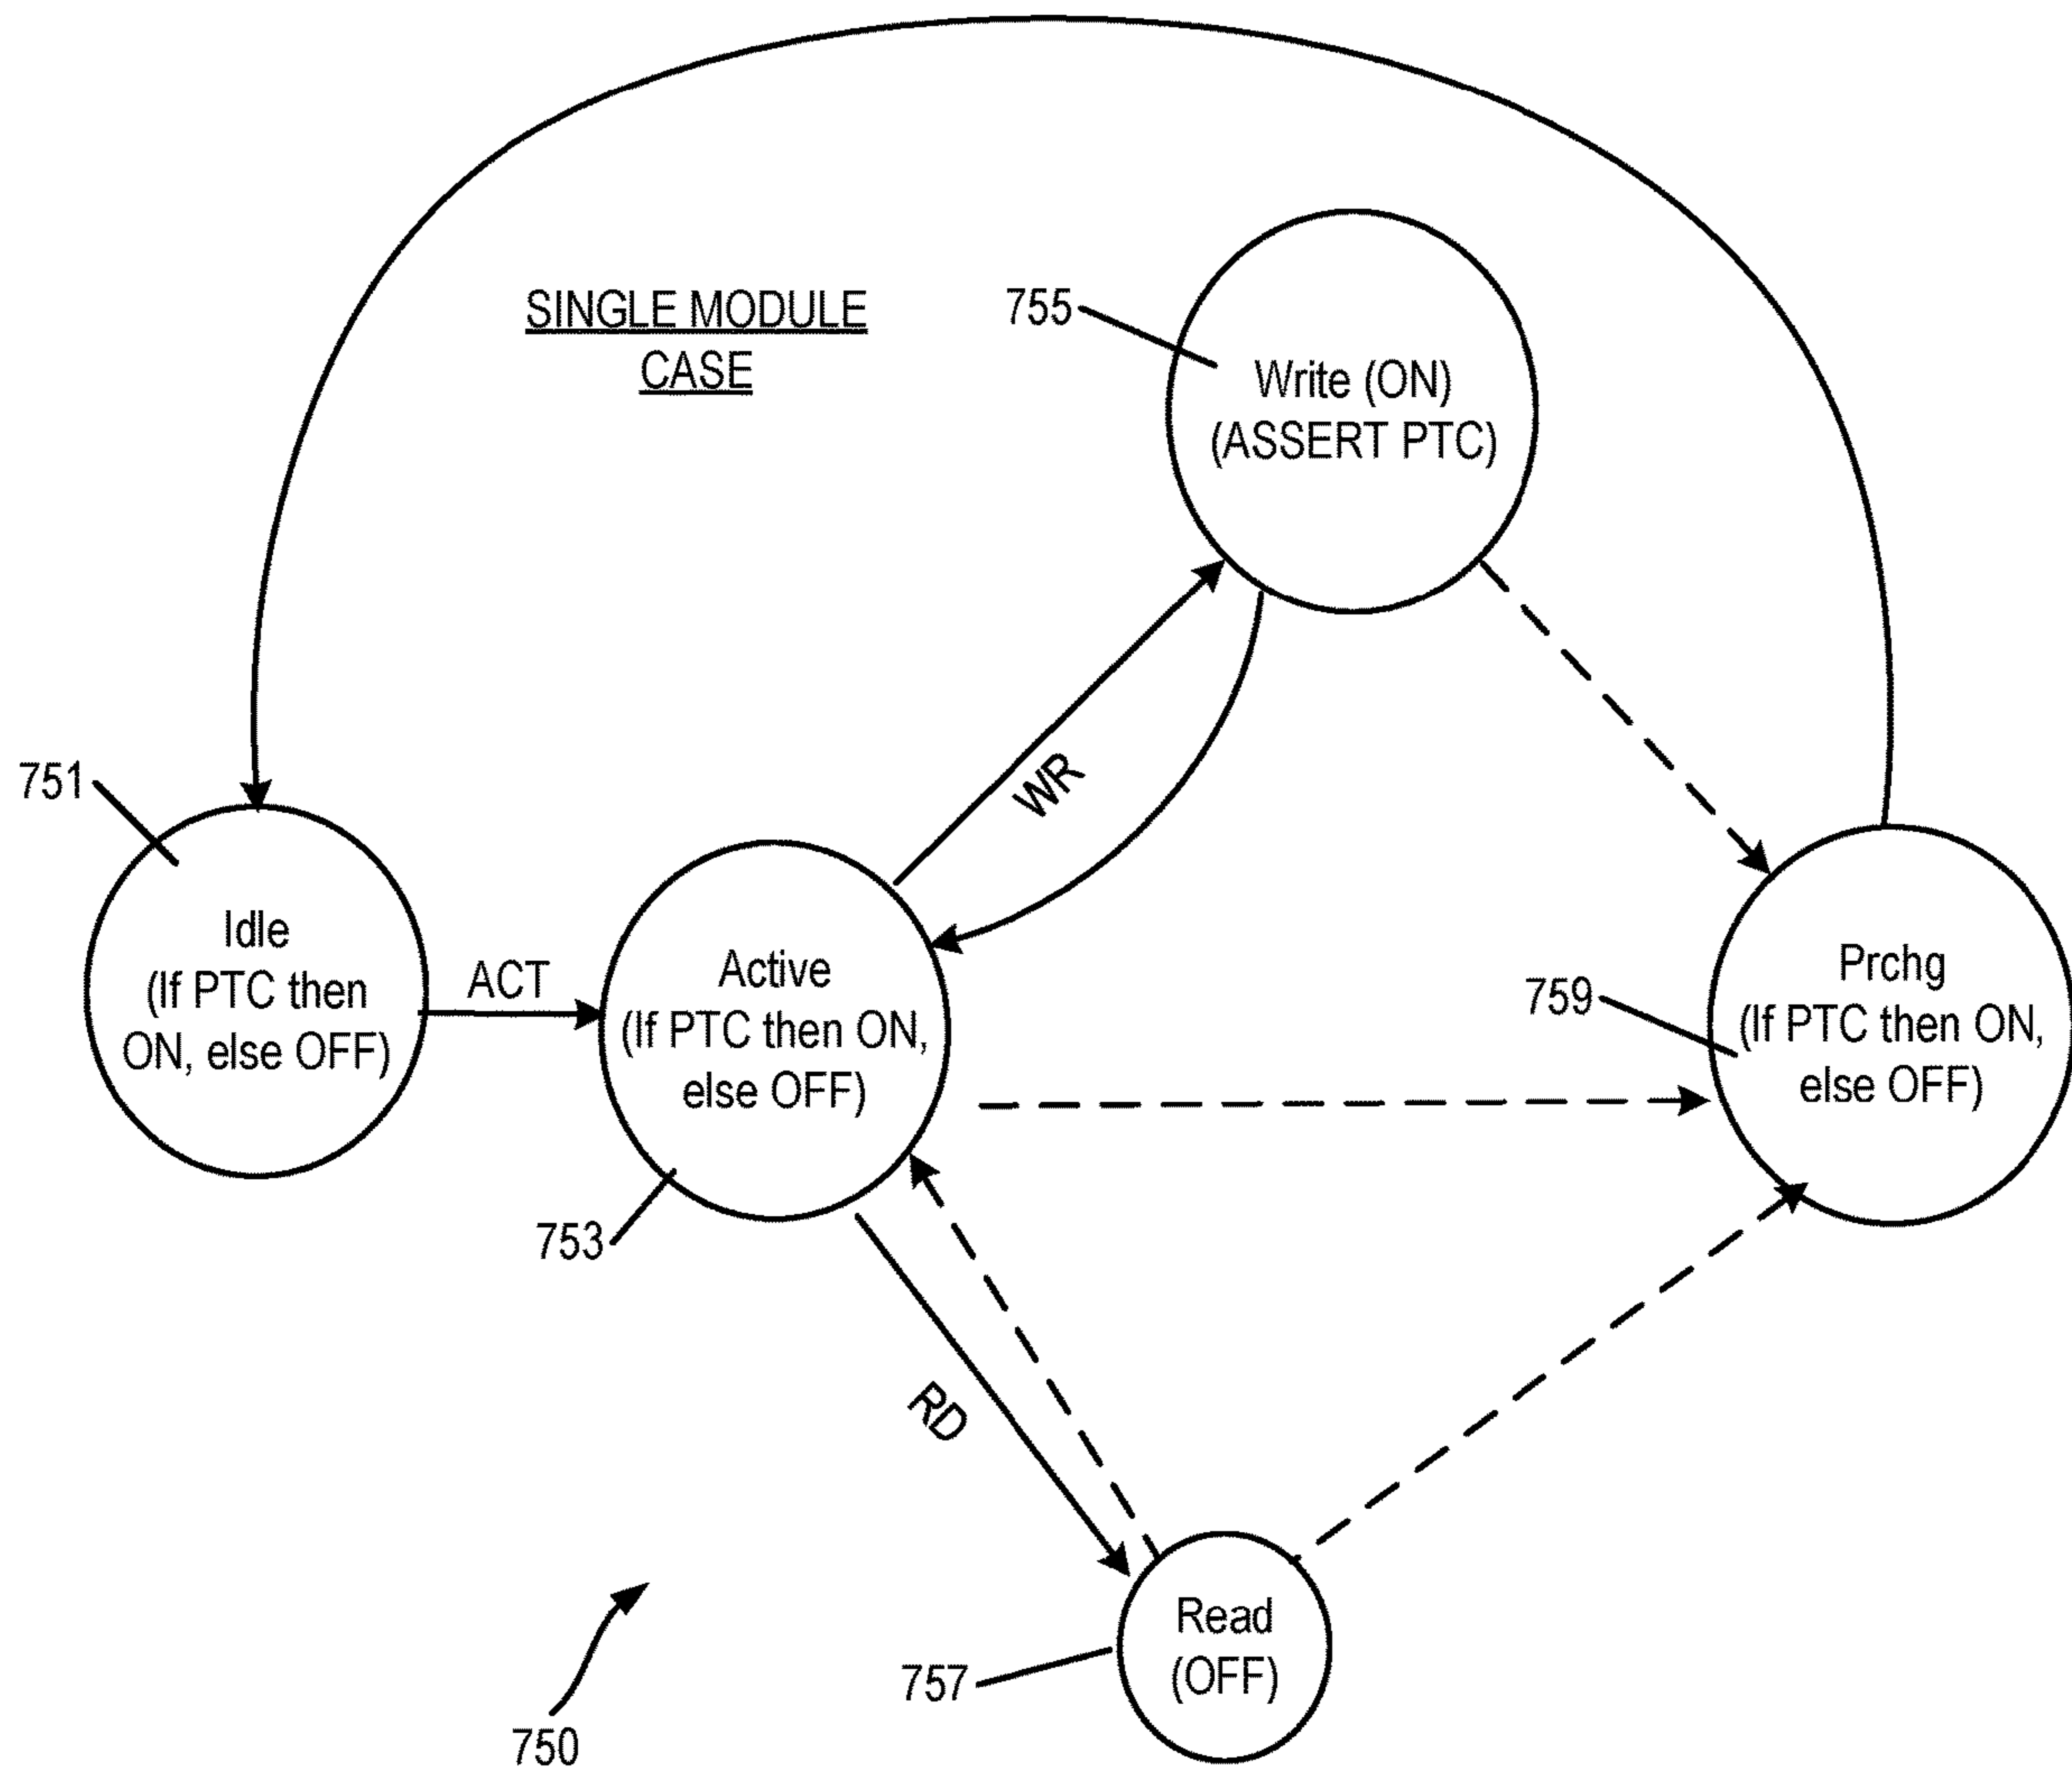 SINGLE MODULE
CASE
755
Write (ON)
(ASSERT PTC)
WR
751
Idle
(If PTC then
ON, else OFF)
ACT
Active
(If PTC then ON,
else OFF)
753
759
Prchg
(If PTC then ON,
else OFF)
RD
Read
(OFF)
757
750